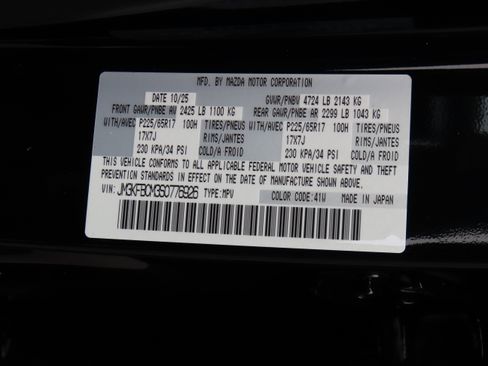 MFD. BY MAZDA MOTOR CORPORATION
DATE 10/25 GVWR/PNBV 4724 LB 2143 KG
FRONT GAWR/PNBE AV 2425 LB 1100 KG REAR GAWR/PNBE AR 2299 LB 1043 KG
WITH/AVEC P225/65R17 100H TIRES/PNEUS WITH/AVEC P225/65R17 100H TIRES/PNEUS
17X7J RIMS/JANTES 17X7J RIMS/JANTES
230 KPA/34 PSI COLD/A FROID 230 KPA/34 PSI COLD/A FROID
THIS VEHICLE CONFORMS TO ALL APPLICABLE FEDERAL MOTOR VEHICLE SAFETY AND THEFT
PREVENTION STANDARDS IN EFFECT ON THE DATE OF MANUFACTURE SHOWN ABOVE.
VIN: TYPE:MPV COLOR CODE:41W MADE IN JAPAN